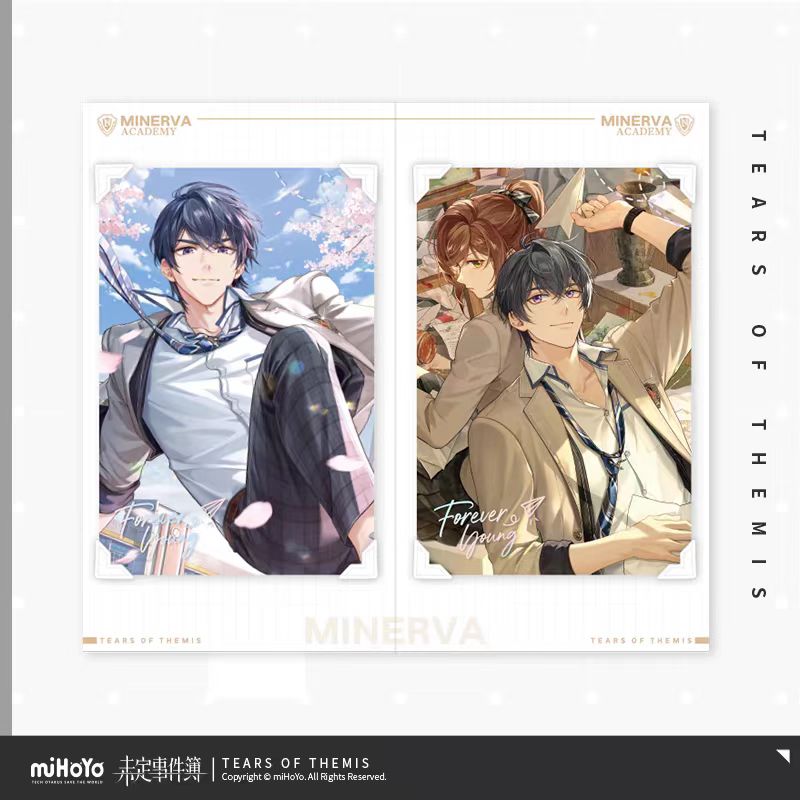 MINERVA
ACADEMY
MINERVA
ACADEMY
TEARS OF THEMIS
Forever
Young
Forever
Young
MINERVA
TEARS OF THEMIS
TEARS OF THEMIS
miHoYo
TECH OTAKUS SAVE THE WORLD
未定事件簿
TEARS OF THEMIS
Copyright © miHoYo. All Rights Reserved.